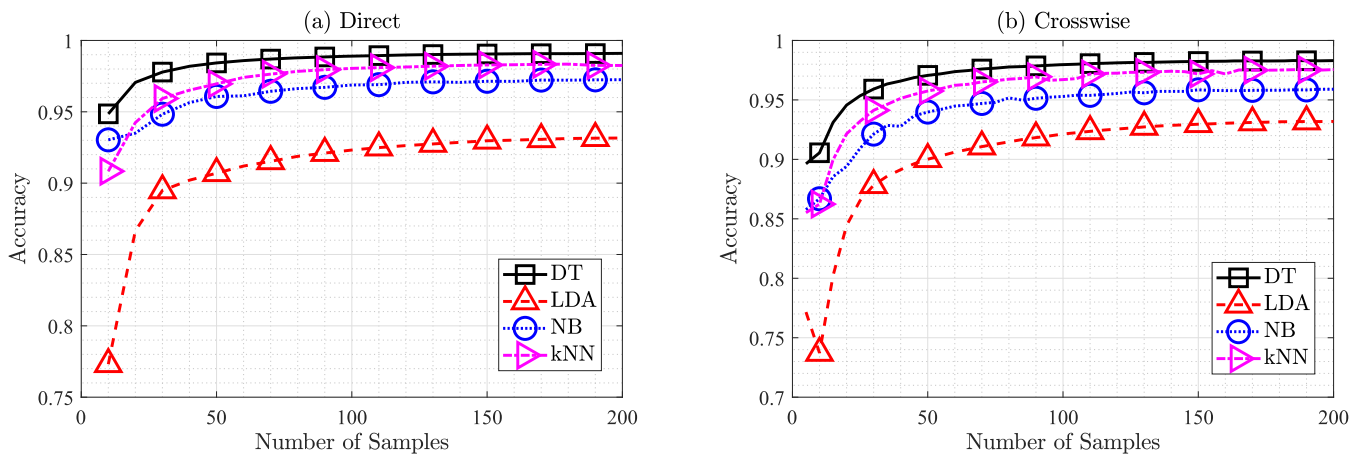 (a) Direct
1
0.95
0.9
0.85
0.8
0.75
Accuracy
0 50 100 150 200
Number of Samples
DT
LDA
NB
kNN
(b) Crosswise
1
0.95
0.9
0.85
0.8
0.75
0.7
Accuracy
0 50 100 150 200
Number of Samples
DT
LDA
NB
kNN